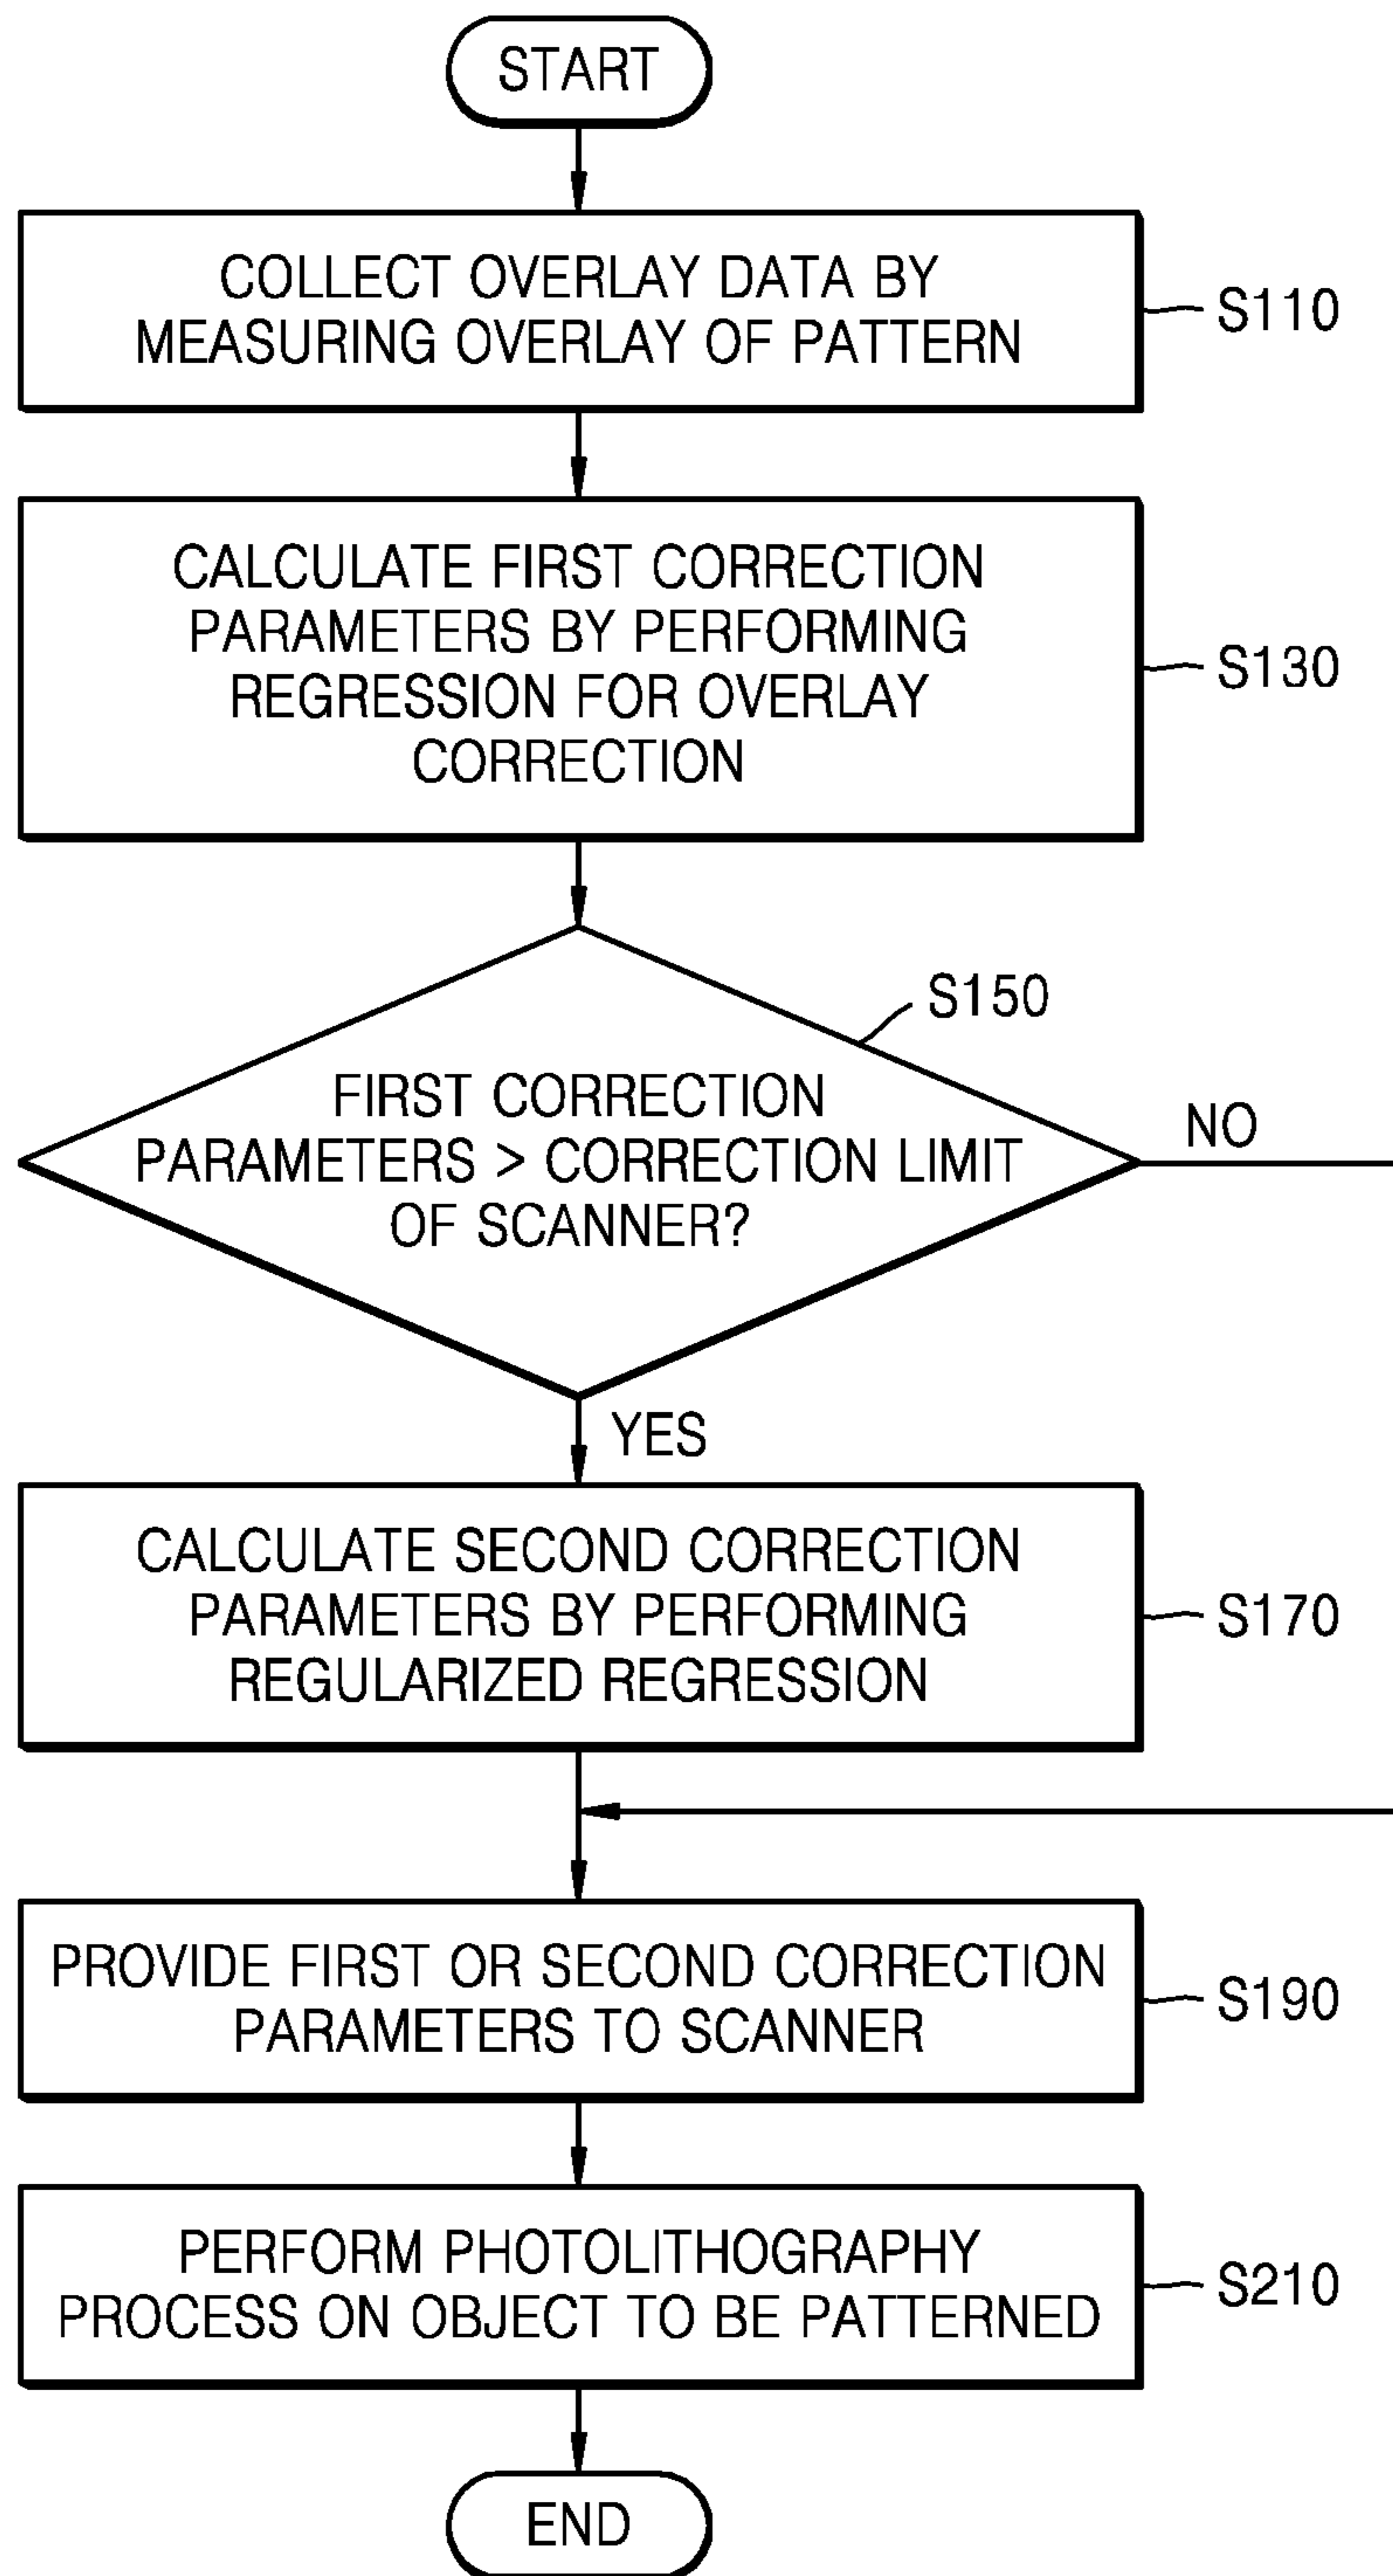 START
COLLECT OVERLAY DATA BY
MEASURING OVERLAY OF PATTERN
S110
CALCULATE FIRST CORRECTION
PARAMETERS BY PERFORMING
REGRESSION FOR OVERLAY
CORRECTION
S130
S150
FIRST CORRECTION
PARAMETERS > CORRECTION LIMIT
OF SCANNER?
NO
YES
CALCULATE SECOND CORRECTION
PARAMETERS BY PERFORMING
REGULARIZED REGRESSION
S170
PROVIDE FIRST OR SECOND CORRECTION
PARAMETERS TO SCANNER
S190
PERFORM PHOTOLITHOGRAPHY
PROCESS ON OBJECT TO BE PATTERNED
S210
END